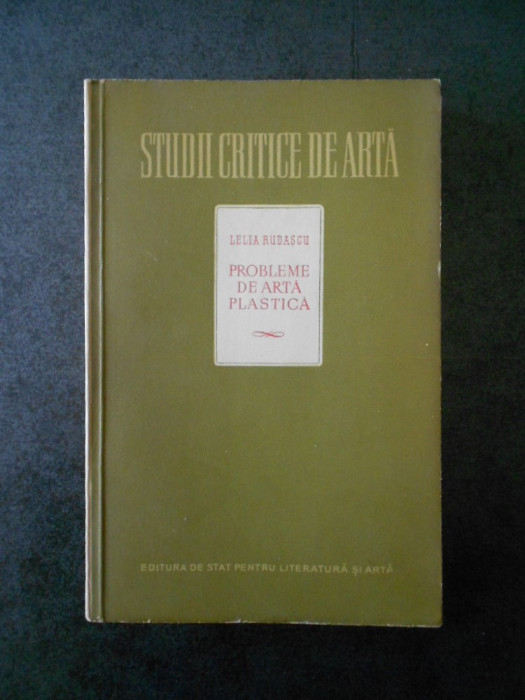 STUDII CRITICE DE ARTĂ
LELIA RUDASCU
PROBLEME
DE ARTĂ
PLASTICĂ
EDITURA DE STAT PENTRU LITERATURĂ ȘI ARTĂ